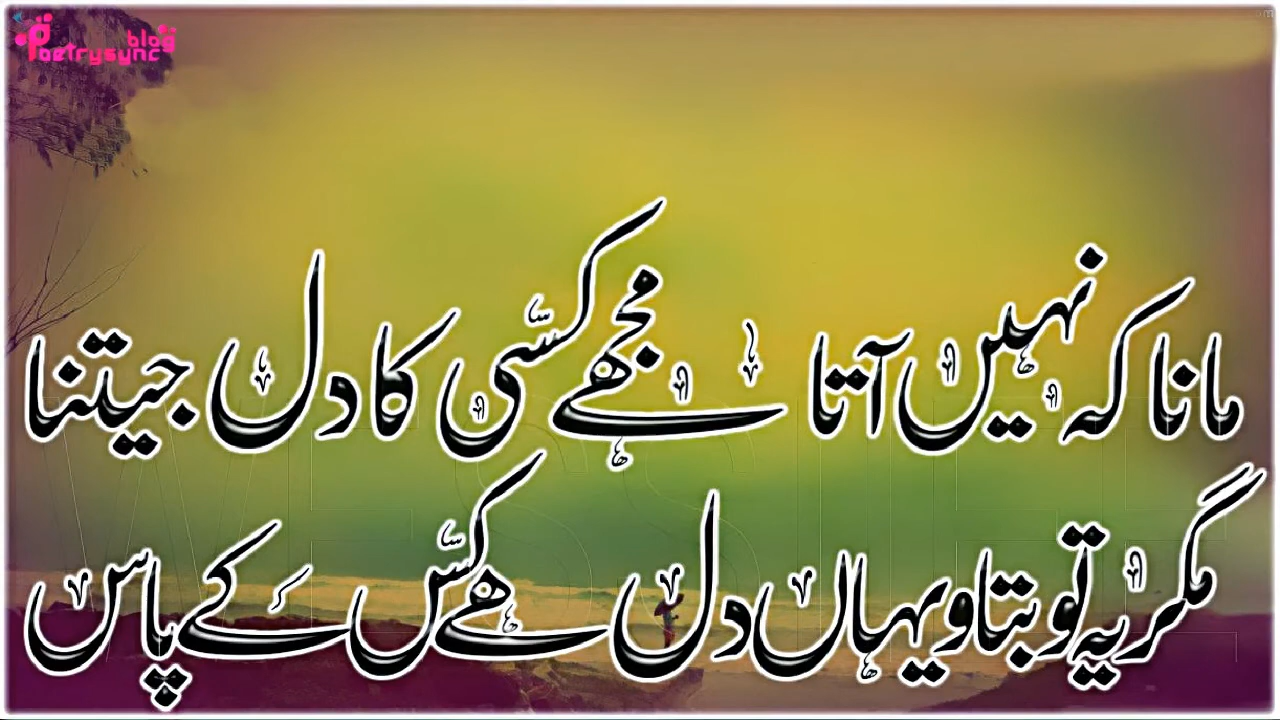 Poetrysync blog
مانا کہ نہیں آتا مجھے کسی کا دل جیتنا
مگر یہ تو بتاو یہاں دل ھے کس کے پاس